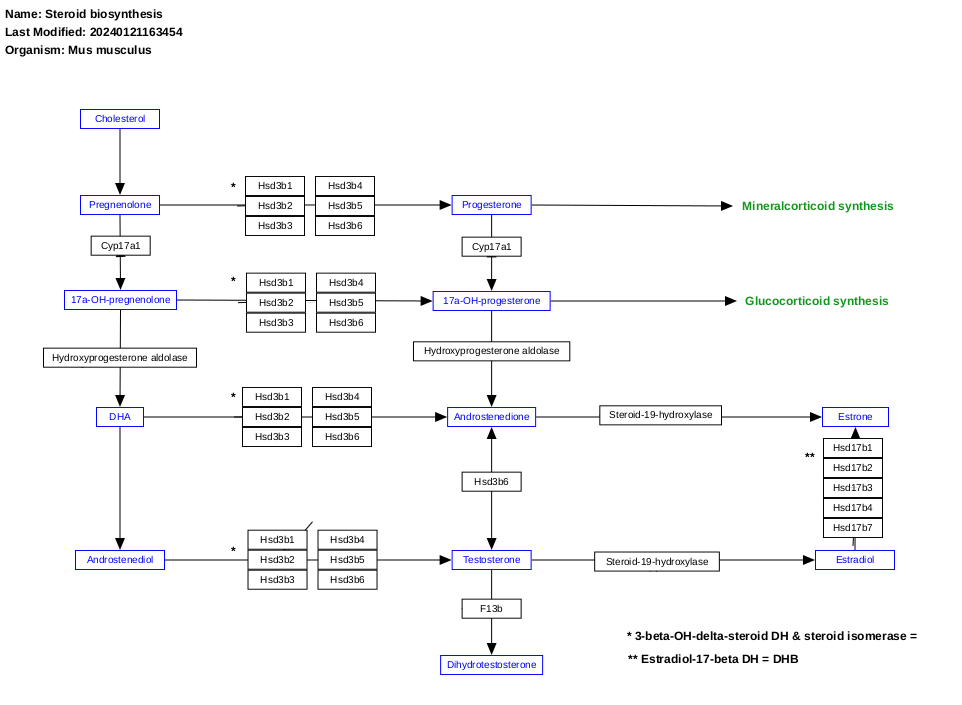 Name: Steroid biosynthesis
Last Modified: 20240121163454
Organism: Mus musculus
Cholesterol
* Hsd3b1 Hsd3b4
Pregnenolone Hsd3b2 Hsd3b5 Progesterone Mineralcorticoid synthesis
Hsd3b3 Hsd3b6
Cyp17a1 Cyp17a1
* Hsd3b1 Hsd3b4
17a-OH-pregnenolone Hsd3b2 Hsd3b5 17a-OH-progesterone Glucocorticoid synthesis
Hsd3b3 Hsd3b6
Hydroxyprogesterone aldolase Hydroxyprogesterone aldolase
* Hsd3b1 Hsd3b4
DHA Hsd3b2 Hsd3b5 Androstenedione Steroid-19-hydroxylase Estrone
Hsd3b3 Hsd3b6
** Hsd17b1
Hsd17b2
Hsd3b6 Hsd17b3
Hsd17b4
Hsd17b7
* Hsd3b1 Hsd3b4
Androstenediol Hsd3b2 Hsd3b5 Testosterone Steroid-19-hydroxylase Estradiol
Hsd3b3 Hsd3b6
F13b
* 3-beta-OH-delta-steroid DH & steroid isomerase =
** Estradiol-17-beta DH = DHB
Dihydrotestosterone